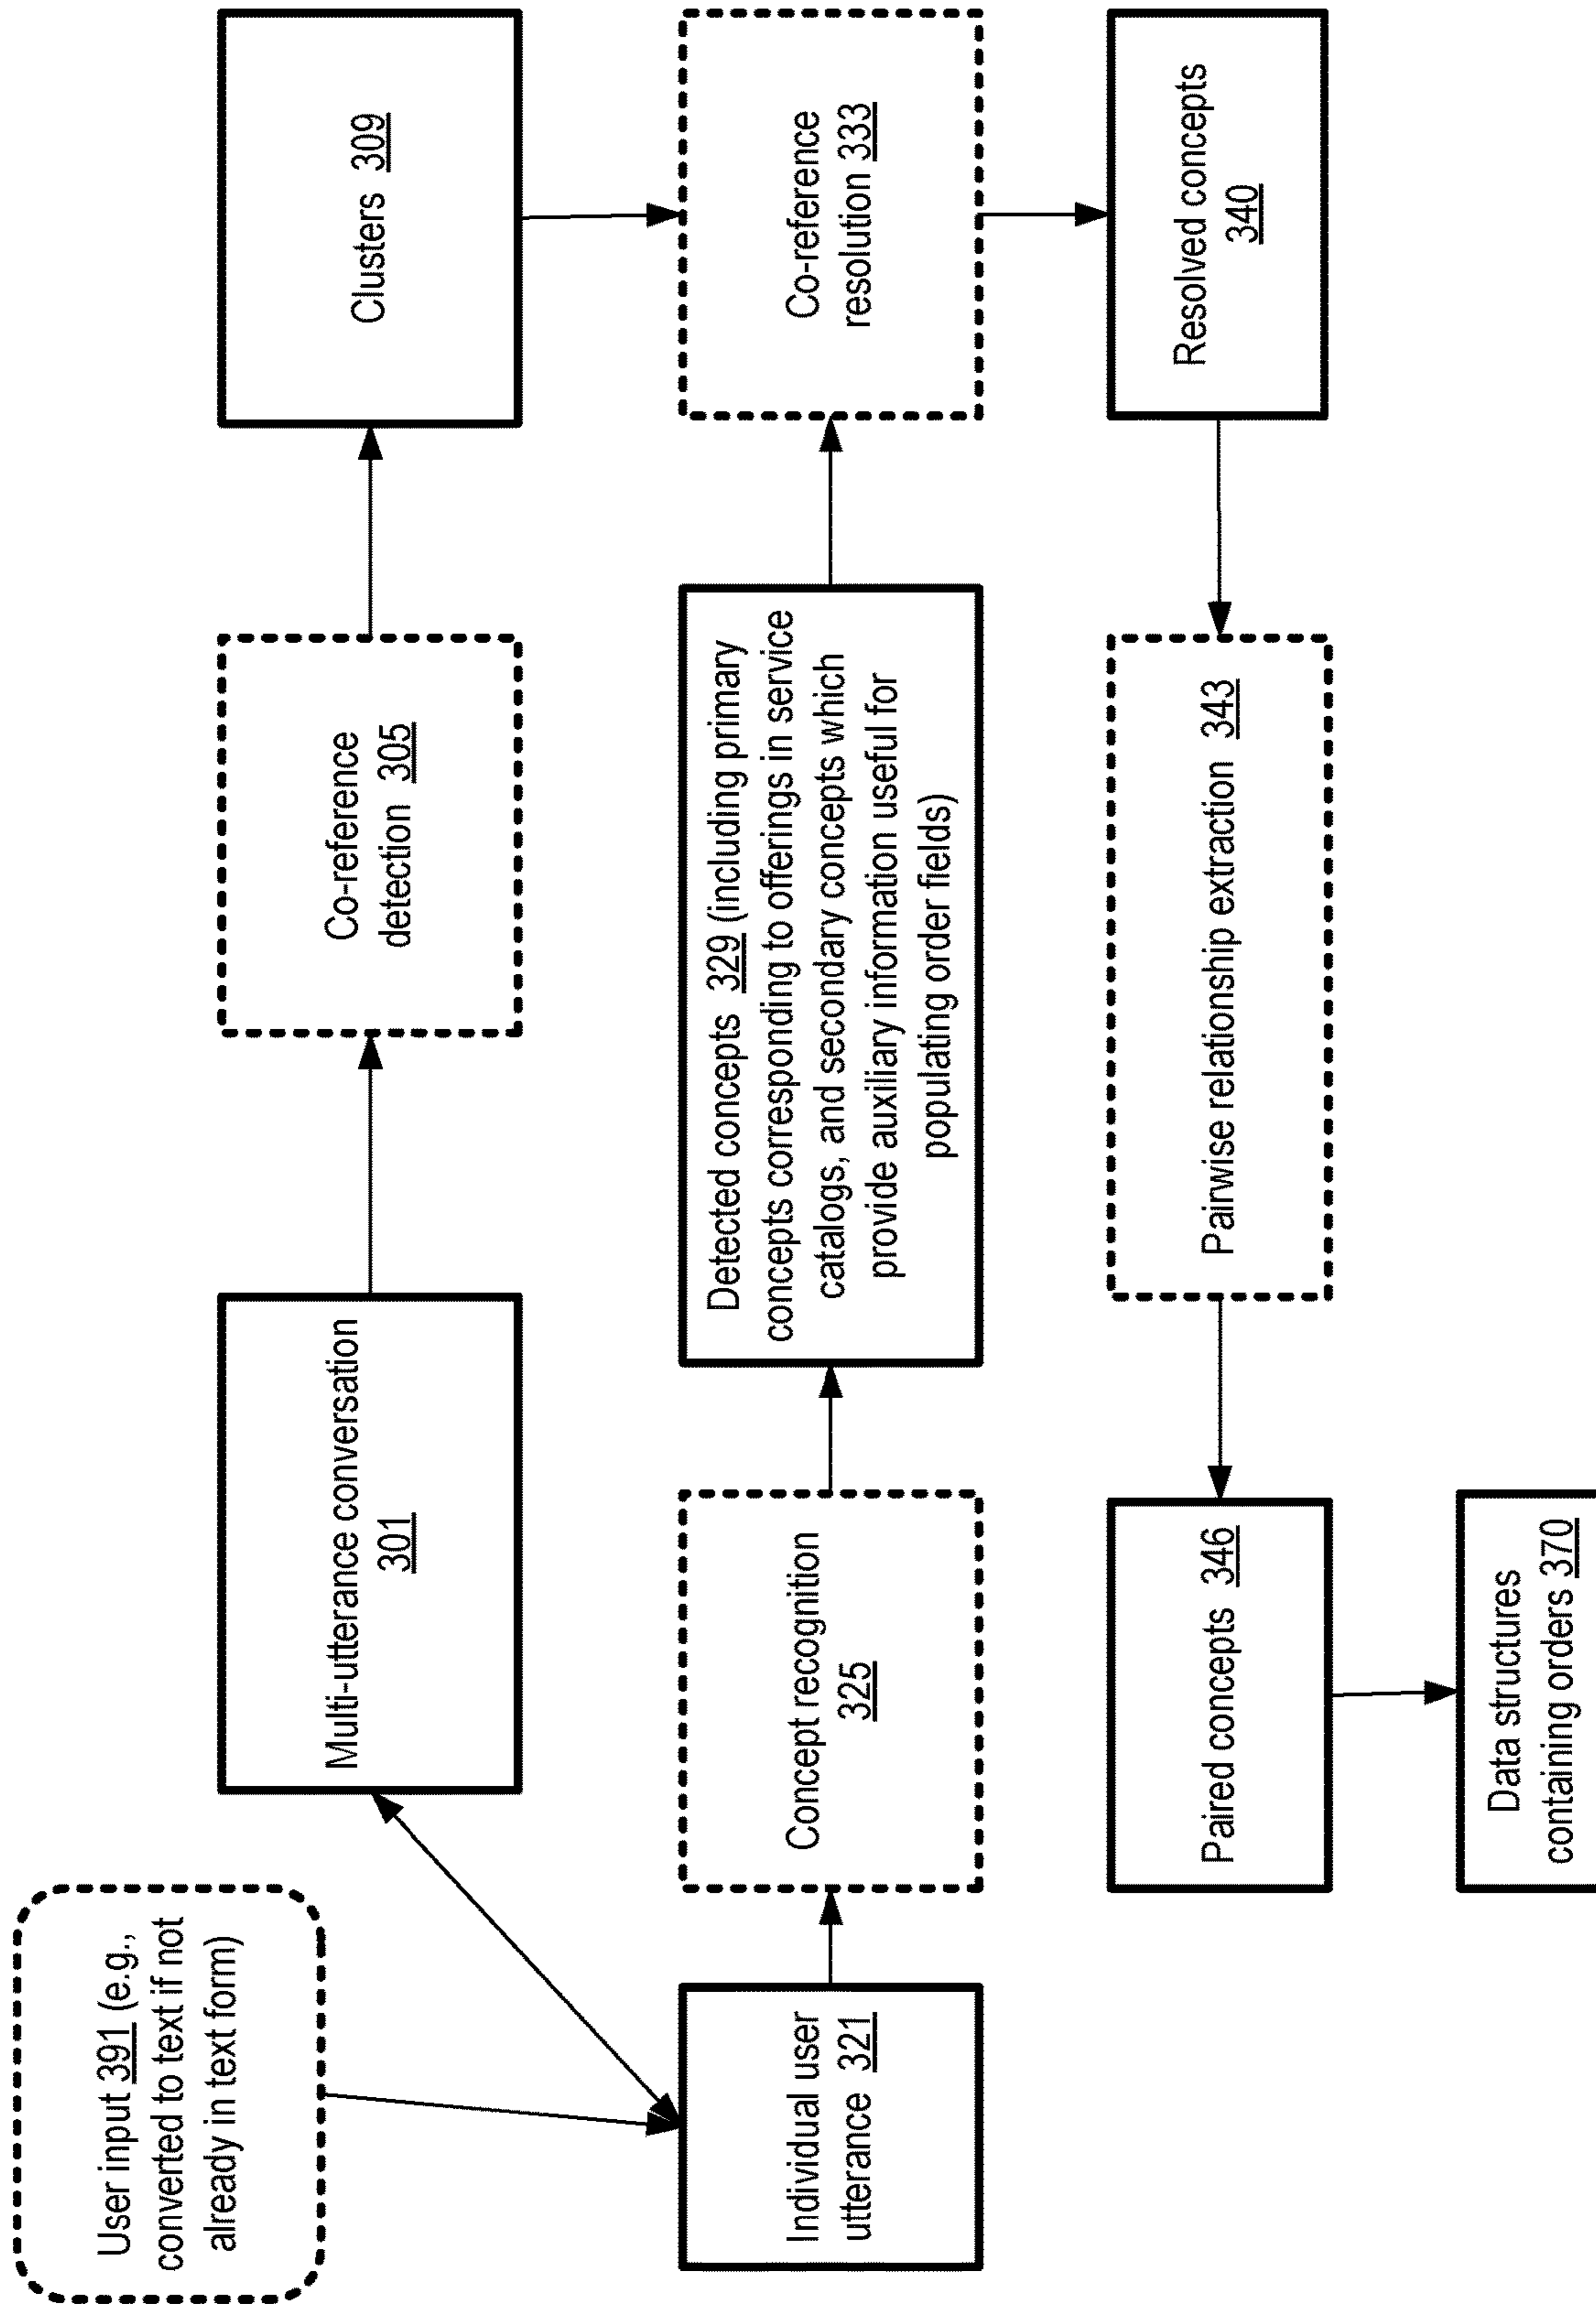 User input 391 (e.g.,
converted to text if not
already in text form)
Multi-utterance conversation
301
Co-reference
detection 305
Clusters 309
Individual user
utterance 321
Concept recognition
325
Detected concepts 329 (including primary
concepts corresponding to offerings in service
catalogs, and secondary concepts which
provide auxiliary information useful for
populating order fields)
Co-reference
resolution 333
Paired concepts 346
Pairwise relationship extraction 343
Resolved concepts
340
Data structures
containing orders 370